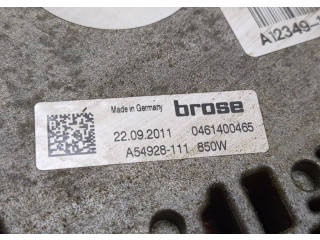 Made in Germany brose
22.09.2011 0461400465
A54928-111 850W
A12349-